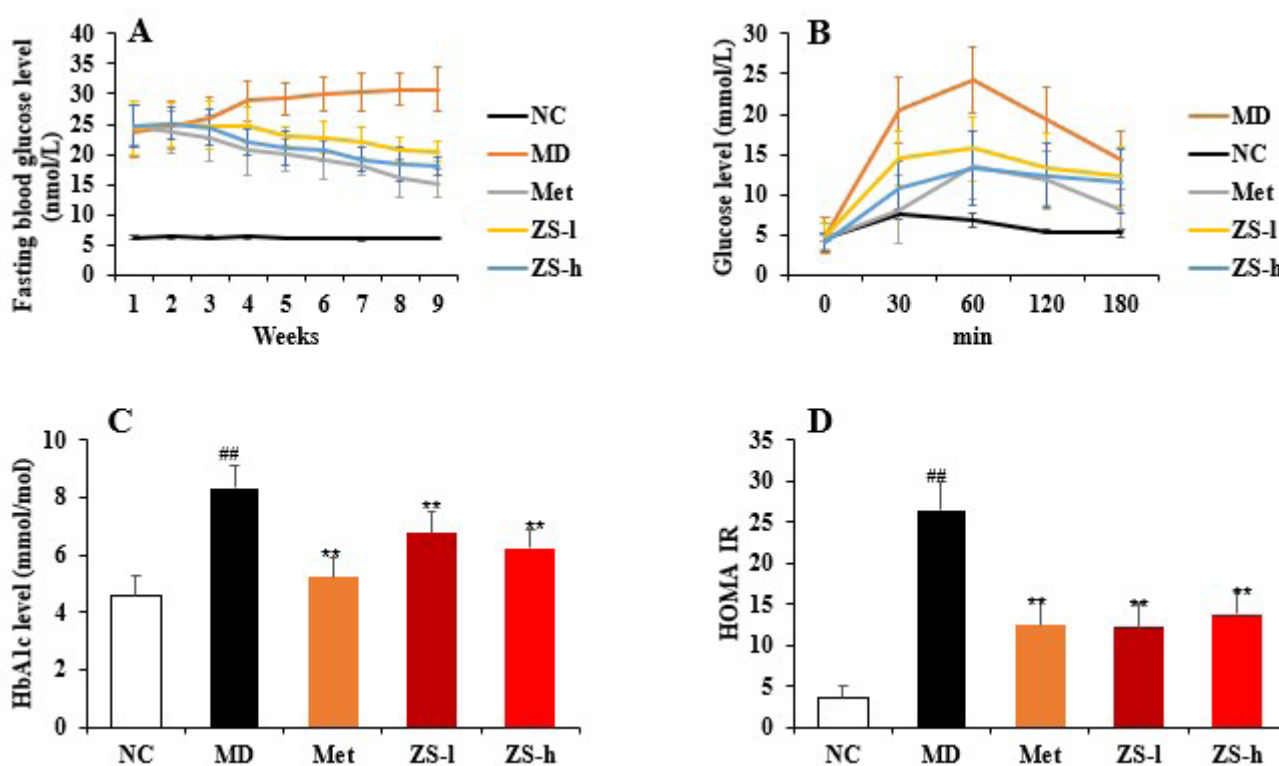 A
Fasting blood glucose level
(nmol/L)
40
35
30
25
20
15
10
5
0
1 2 3 4 5 6 7 8 9
Weeks
NC
MD
Met
ZS-l
ZS-h
B
Glucose level (mmol/L)
30
25
20
15
10
5
0
0 30 60 120 180
min
MD
NC
Met
ZS-l
ZS-h
C
HbA1c level (mmo/mol)
10
8
6
4
2
0
##
**
**
**
NC MD Met ZS-l ZS-h
D
HOMA IR
35
30
25
20
15
10
5
0
##
**
**
**
NC MD Met ZS-l ZS-h